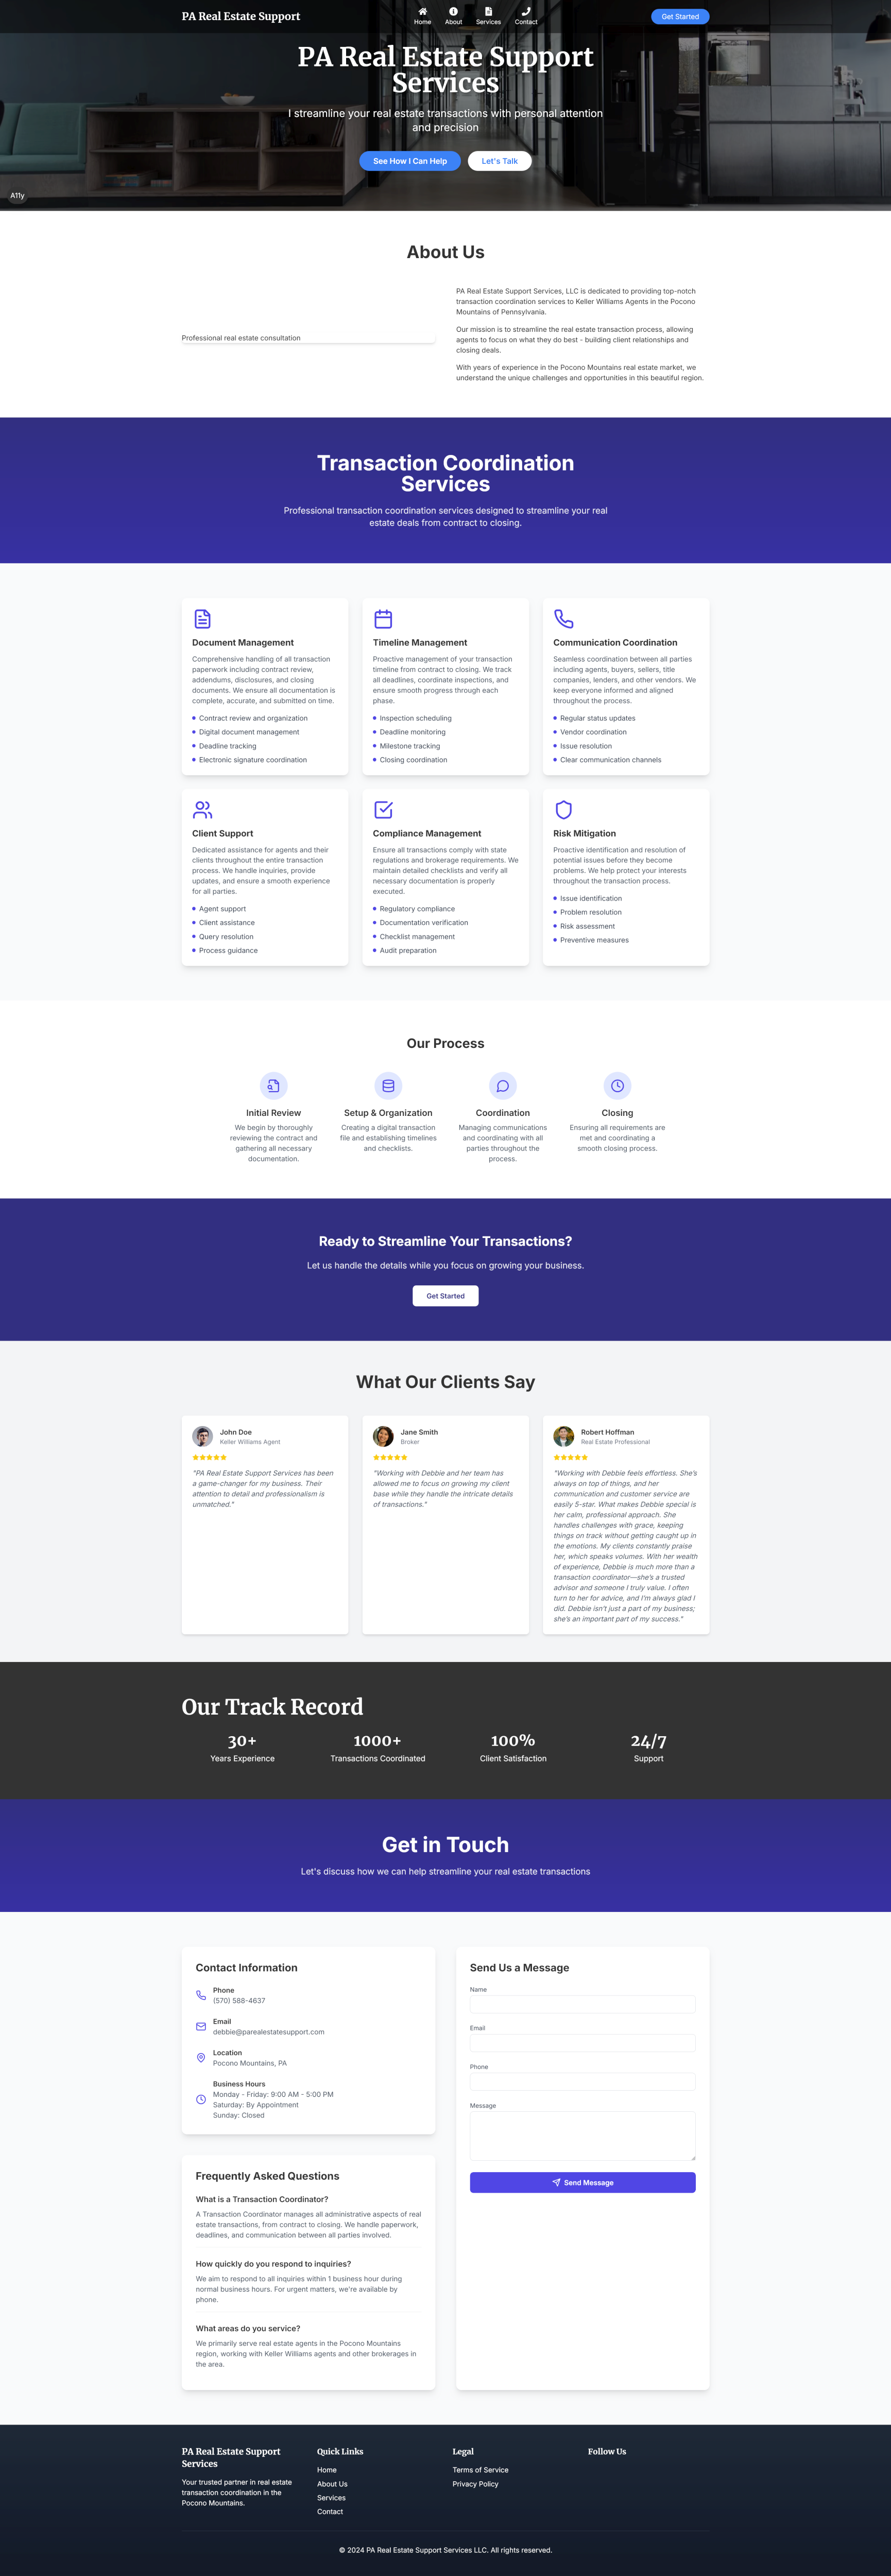 PA Real Estate Support
Home
About
Services
Contact
Get Started
PA Real Estate Support
Services
I streamline your real estate transactions with personal attention
and precision
See How I Can Help
Let's Talk
A11y
About Us
Professional real estate consultation
PA Real Estate Support Services, LLC is dedicated to providing top-notch
transaction coordination services to Keller Williams Agents in the Pocono
Mountains of Pennsylvania.
Our mission is to streamline the real estate transaction process, allowing
agents to focus on what they do best - building client relationships and
closing deals.
With years of experience in the Pocono Mountains real estate market, we
understand the unique challenges and opportunities in this beautiful region.
Transaction Coordination
Services
Professional transaction coordination services designed to streamline your real
estate deals from contract to closing.
Document Management
Comprehensive handling of all transaction
paperwork including contract review,
addendums, disclosures, and closing
documents. We ensure all documentation is
complete, accurate, and submitted on time.
Contract review and organization
Digital document management
Deadline tracking
Electronic signature coordination
Timeline Management
Proactive management of your transaction
timeline from contract to closing. We track
all deadlines, coordinate inspections, and
ensure smooth progress through each
phase.
Inspection scheduling
Deadline monitoring
Milestone tracking
Closing coordination
Communication Coordination
Seamless coordination between all parties
including agents, buyers, sellers, title
companies, lenders, and other vendors. We
keep everyone informed and aligned
throughout the process.
Regular status updates
Vendor coordination
Issue resolution
Clear communication channels
Client Support
Dedicated assistance for agents and their
clients throughout the entire transaction
process. We handle inquiries, provide
updates, and ensure a smooth experience
for all parties.
Agent support
Client assistance
Query resolution
Process guidance
Compliance Management
Ensure all transactions comply with state
regulations and brokerage requirements. We
maintain detailed checklists and verify all
necessary documentation is properly
executed.
Regulatory compliance
Documentation verification
Checklist management
Audit preparation
Risk Mitigation
Proactive identification and resolution of
potential issues before they become
problems. We help protect your interests
throughout the transaction process.
Issue identification
Problem resolution
Risk assessment
Preventive measures
Our Process
Initial Review
We begin by thoroughly
reviewing the contract and
gathering all necessary
documentation.
Setup & Organization
Creating a digital transaction
file and establishing timelines
and checklists.
Coordination
Managing communications
and coordinating with all
parties throughout the
process.
Closing
Ensuring all requirements are
met and coordinating a
smooth closing process.
Ready to Streamline Your Transactions?
Let us handle the details while you focus on growing your business.
Get Started
What Our Clients Say
John Doe
Keller Williams Agent
"PA Real Estate Support Services has been
a game-changer for my business. Their
attention to detail and professionalism is
unmatched."
Jane Smith
Broker
"Working with Debbie and her team has
allowed me to focus on growing my client
base while they handle the intricate details
of transactions."
Robert Hoffman
Real Estate Professional
"Working with Debbie feels effortless. She's
always on top of things, and her
communication and customer service are
easily 5-star. What makes Debbie special is
her calm, professional approach. She
handles challenges with grace, keeping
things on track without getting caught up in
the emotions. My clients constantly praise
her, which speaks volumes. With her wealth
of experience, Debbie is much more than a
transaction coordinator—she's a trusted
advisor and someone I truly value. I often
turn to her for advice, and I'm always glad I
did. Debbie isn't just a part of my business;
she's an important part of my success."
Our Track Record
30+
Years Experience
1000+
Transactions Coordinated
100%
Client Satisfaction
24/7
Support
Get in Touch
Let's discuss how we can help streamline your real estate transactions
Contact Information
Phone
(570) 588-4637
Email
debbie@parealestatesupport.com
Location
Pocono Mountains, PA
Business Hours
Monday - Friday: 9:00 AM - 5:00 PM
Saturday: By Appointment
Sunday: Closed
Frequently Asked Questions
What is a Transaction Coordinator?
A Transaction Coordinator manages all administrative aspects of real
estate transactions, from contract to closing. We handle paperwork,
deadlines, and communication between all parties involved.
How quickly do you respond to inquiries?
We aim to respond to all inquiries within 1 business hour during
normal business hours. For urgent matters, we're available by
phone.
What areas do you service?
We primarily serve real estate agents in the Pocono Mountains
region, working with Keller Williams agents and other brokerages in
the area.
Send Us a Message
Name
Email
Phone
Message
Send Message
PA Real Estate Support
Services
Your trusted partner in real estate
transaction coordination in the
Pocono Mountains.
Quick Links
Home
About Us
Services
Contact
Legal
Terms of Service
Privacy Policy
Follow Us
© 2024 PA Real Estate Support Services LLC. All rights reserved.